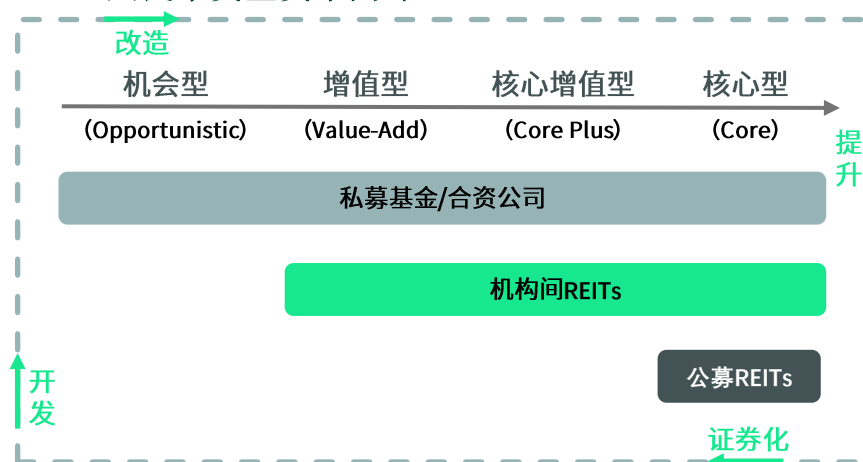 改造
机会型 增值型 核心增值型 核心型
（Opportunistic） （Value-Add） （Core Plus） （Core）
提升
私募基金/合资公司
机构间REITs
公募REITs
开发
证券化